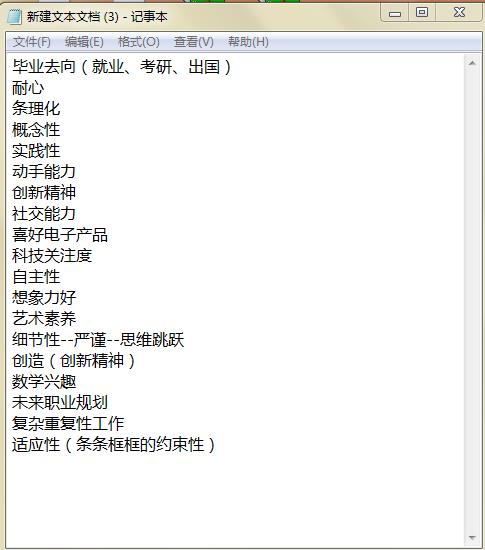 新建文本文档 (3) - 记事本
文件(F) 编辑(E) 格式(O) 查看(V) 帮助(H)
毕业去向（就业、考研、出国）
耐心
条理化
概念性
实践性
动手能力
创新精神
社交能力
喜好电子产品
科技关注度
自主性
想象力好
艺术素养
细节性--严谨--思维跳跃
创造（创新精神）
数学兴趣
未来职业规划
复杂重复性工作
适应性（条条框框的约束性）